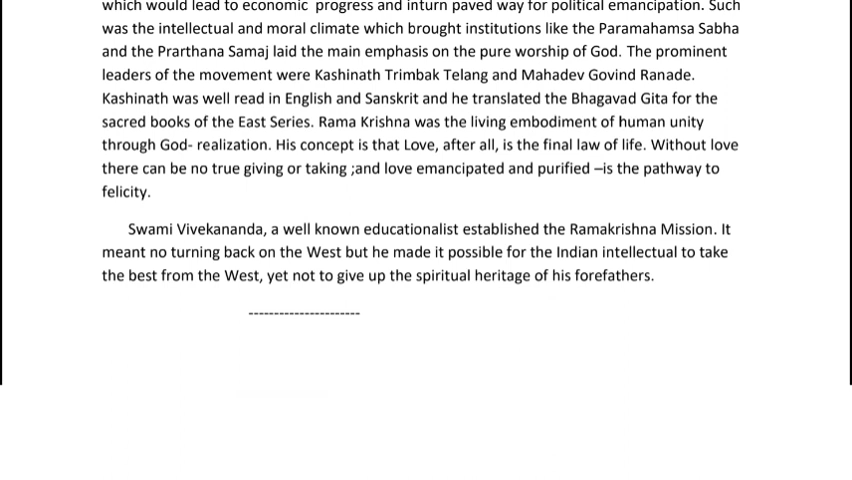 which would lead to economic  progress and inturn paved way for political emancipation. Such
was the intellectual and moral climate which brought institutions like the Paramahamsa Sabha
and the Prarthana Samaj laid the main emphasis on the pure worship of God. The prominent
leaders of the movement were Kashinath Trimbak Telang and Mahadev Govind Ranade.
Kashinath was well read in English and Sanskrit and he translated the Bhagavad Gita for the
sacred books of the East Series. Rama Krishna was the living embodiment of human unity
through God- realization. His concept is that Love, after all, is the final law of life. Without love
there can be no true giving or taking ;and love emancipated and purified –is the pathway to
felicity.
Swami Vivekananda, a well known educationalist established the Ramakrishna Mission. It
meant no turning back on the West but he made it possible for the Indian intellectual to take
the best from the West, yet not to give up the spiritual heritage of his forefathers.
----------------------